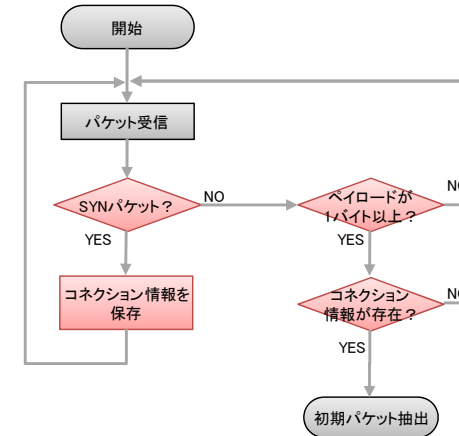 開始
パケット受信
SYNパケット？
NO
YES
ペイロードが
1バイト以上？
NO
YES
コネクション情報を
保存
コネクション
情報が存在？
NO
YES
初期パケット抽出